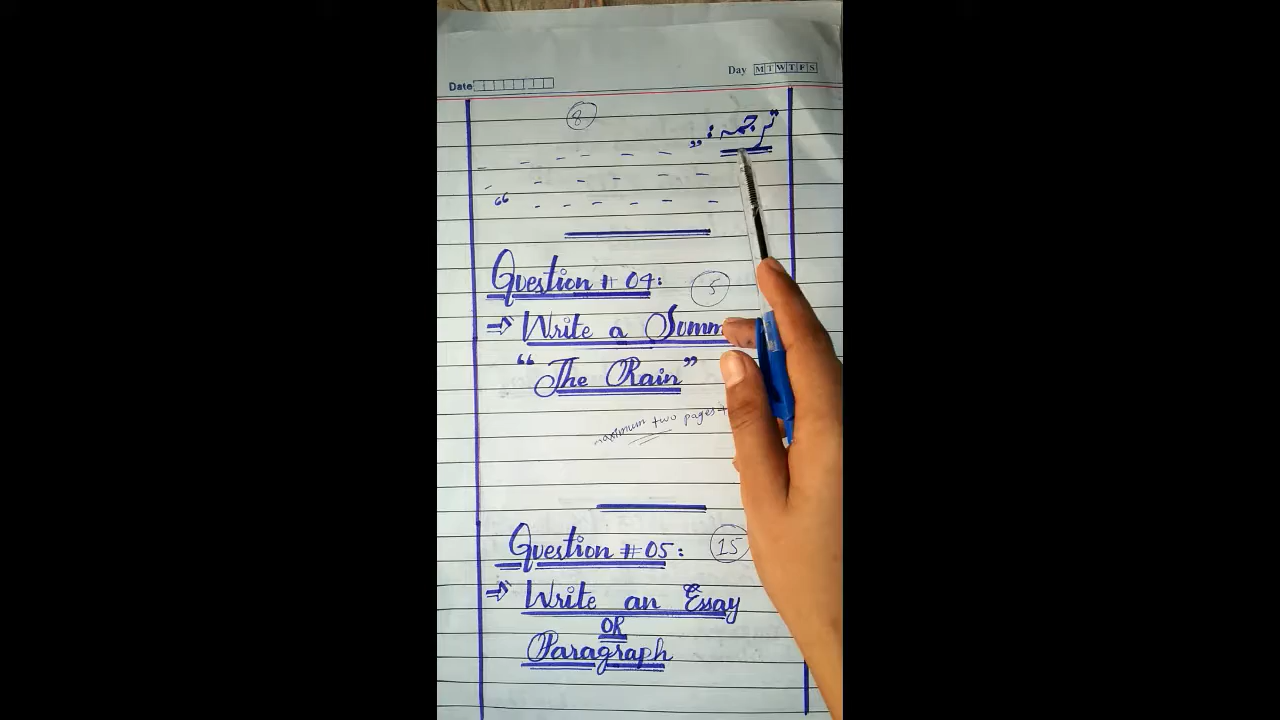 Date
Day M T W T F S
8
ترجمہ :
”
“
Question # 04:
5
⇒ Write a Summ
“The Rain”
maximum two pages
Question # 05:
15
⇒ Write an Essay
OR
Paragraph